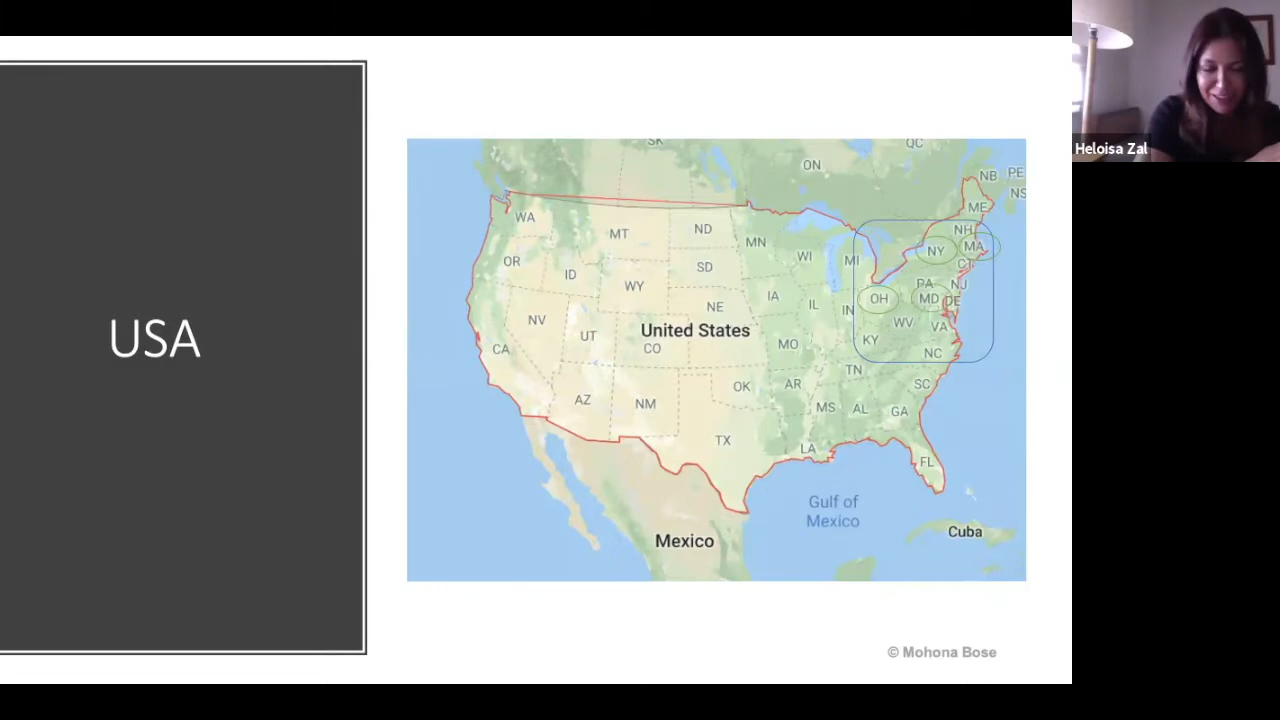 USA
SK
QC
ON
NB
PE
NS
WA
MT
ND
MN
ME
NH
OR
ID
SD
WI
MI
NY
MA
CT
WY
NE
IA
IL
IN
OH
PA
NJ
MD
DE
NV
UT
United States
CO
MO
KY
WV
VA
CA
NC
TN
AZ
NM
OK
AR
SC
MS
AL
GA
TX
LA
FL
Gulf of
Mexico
Mexico
Cuba
© Mohona Bose
Heloisa Zal